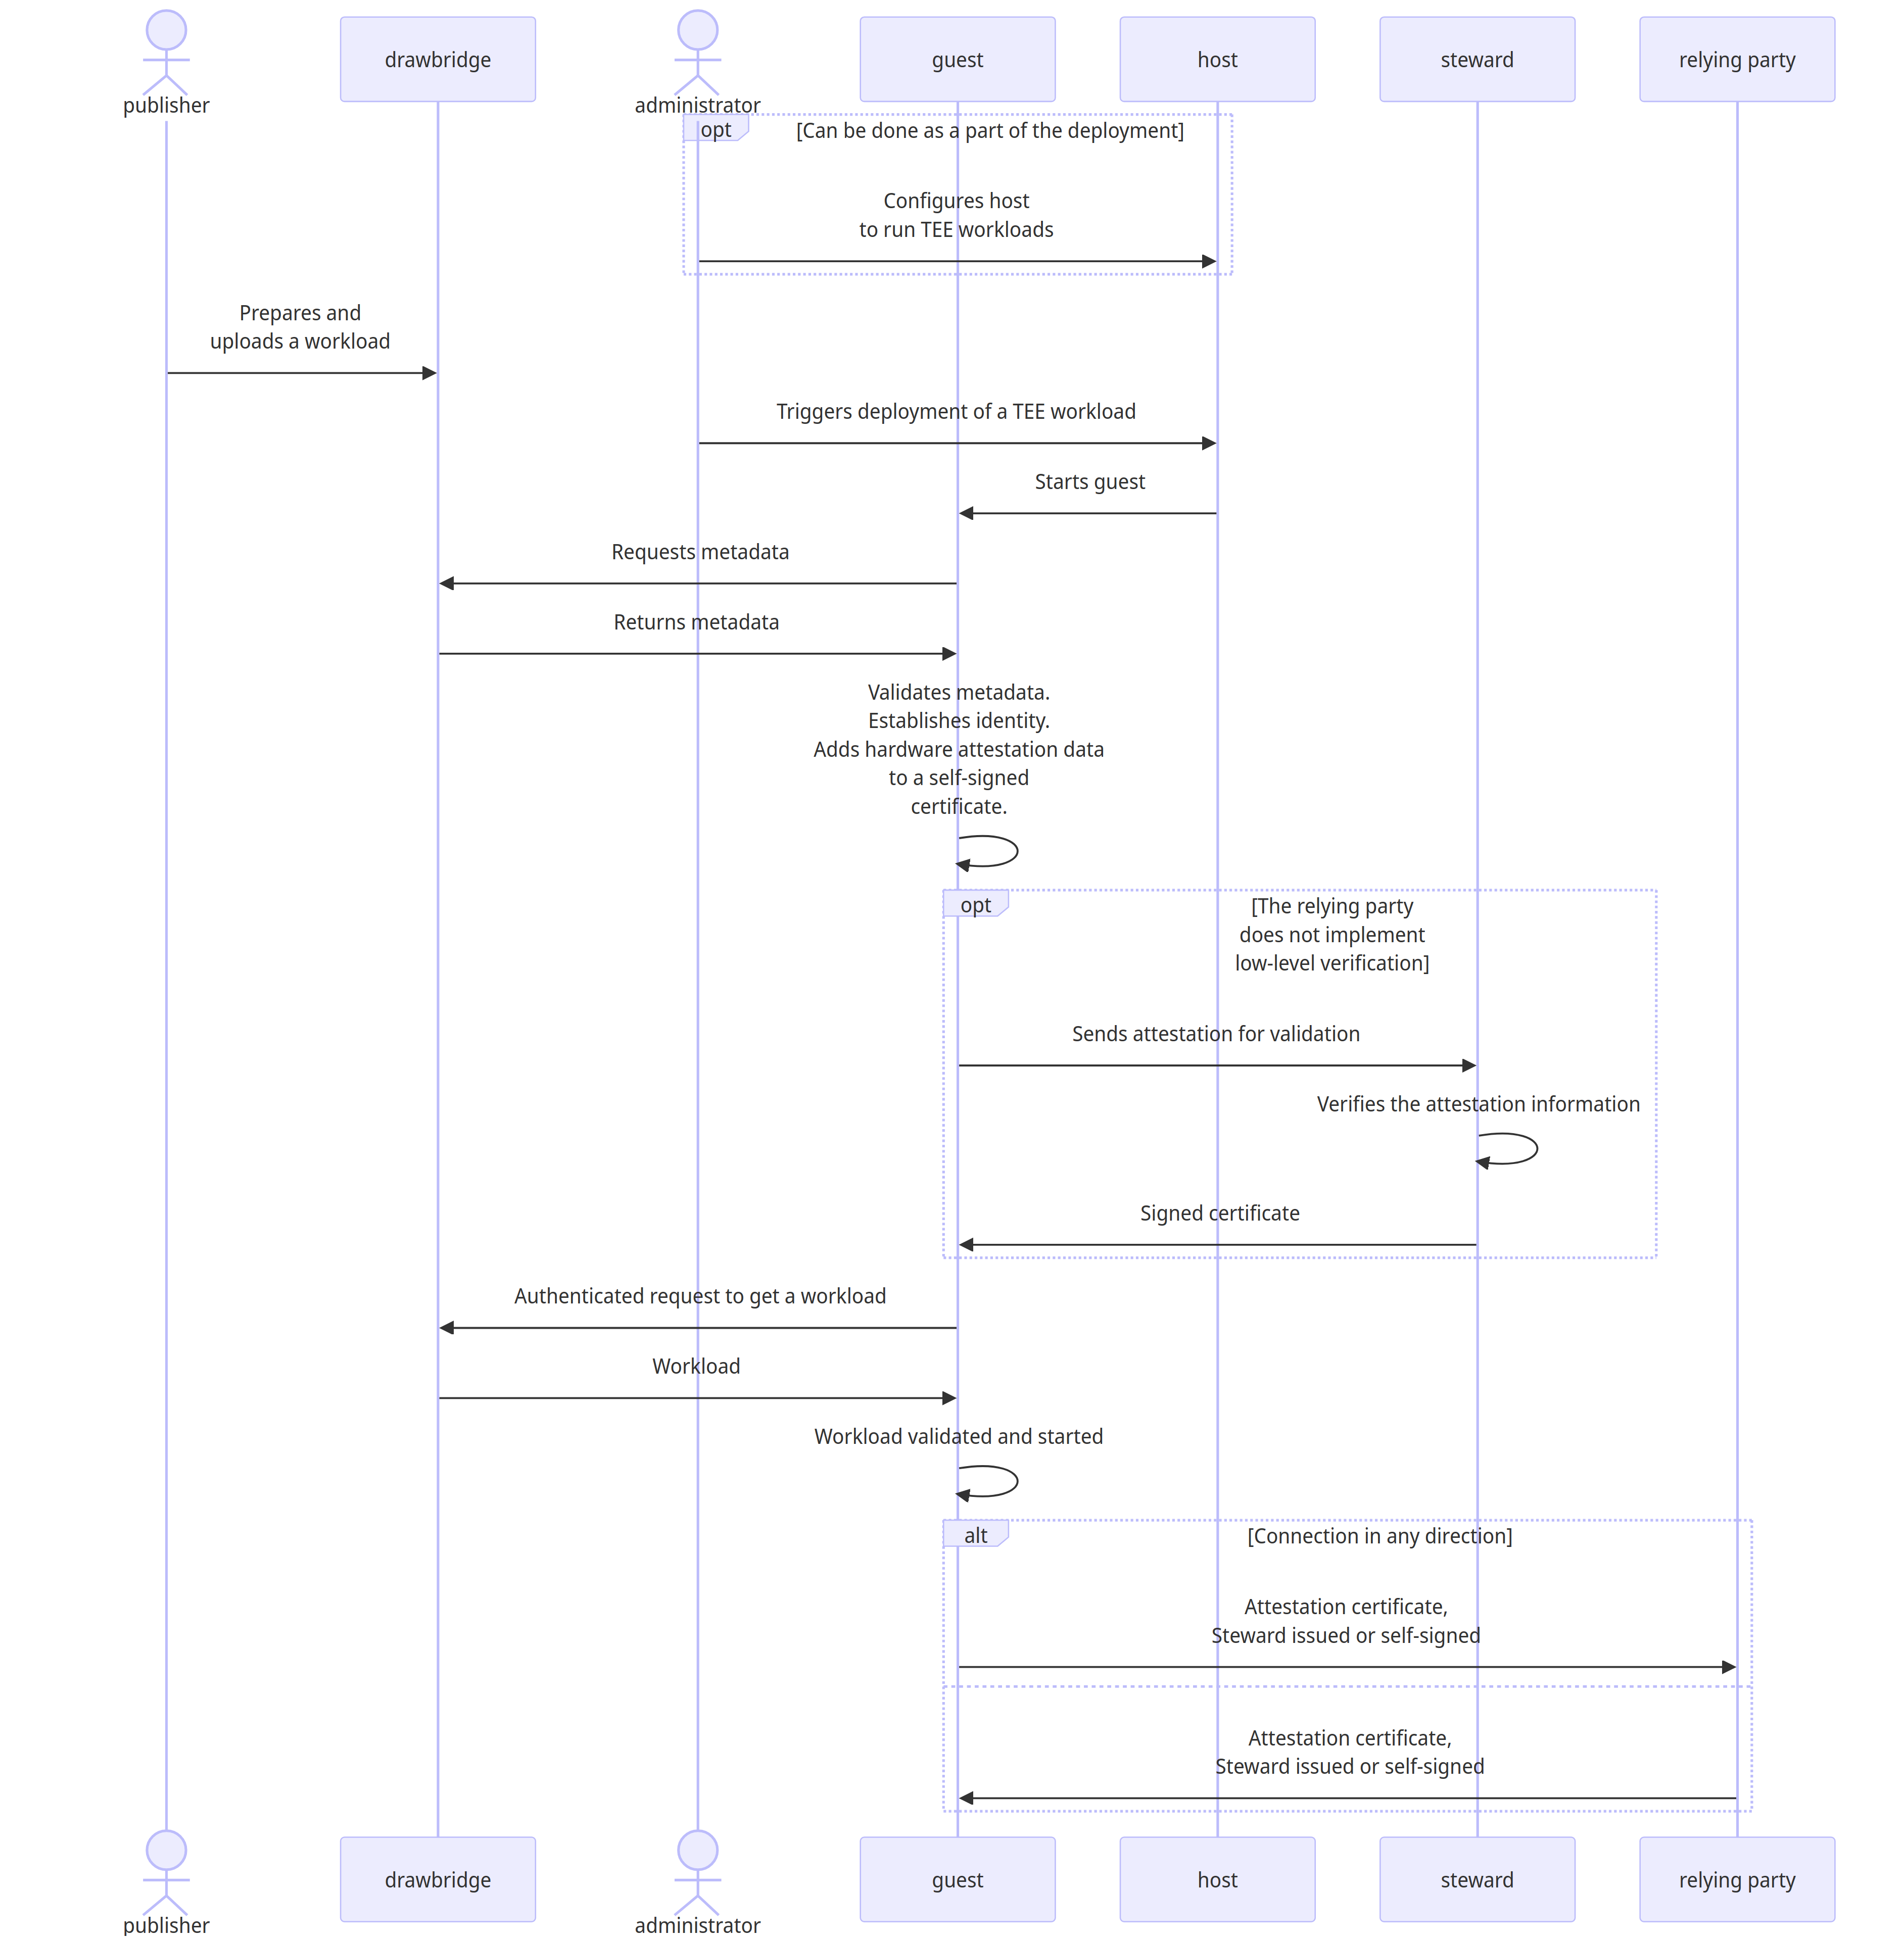 publisher
drawbridge
administrator
guest
host
steward
relying party
opt
[Can be done as a part of the deployment]
Configures host
to run TEE workloads
Prepares and
uploads a workload
Triggers deployment of a TEE workload
Starts guest
Requests metadata
Returns metadata
Validates metadata.
Establishes identity.
Adds hardware attestation data
to a self-signed
certificate.
opt
[The relying party
does not implement
low-level verification]
Sends attestation for validation
Verifies the attestation information
Signed certificate
Authenticated request to get a workload
Workload
Workload validated and started
alt
[Connection in any direction]
Attestation certificate,
Steward issued or self-signed
Attestation certificate,
Steward issued or self-signed
publisher
drawbridge
administrator
guest
host
steward
relying party